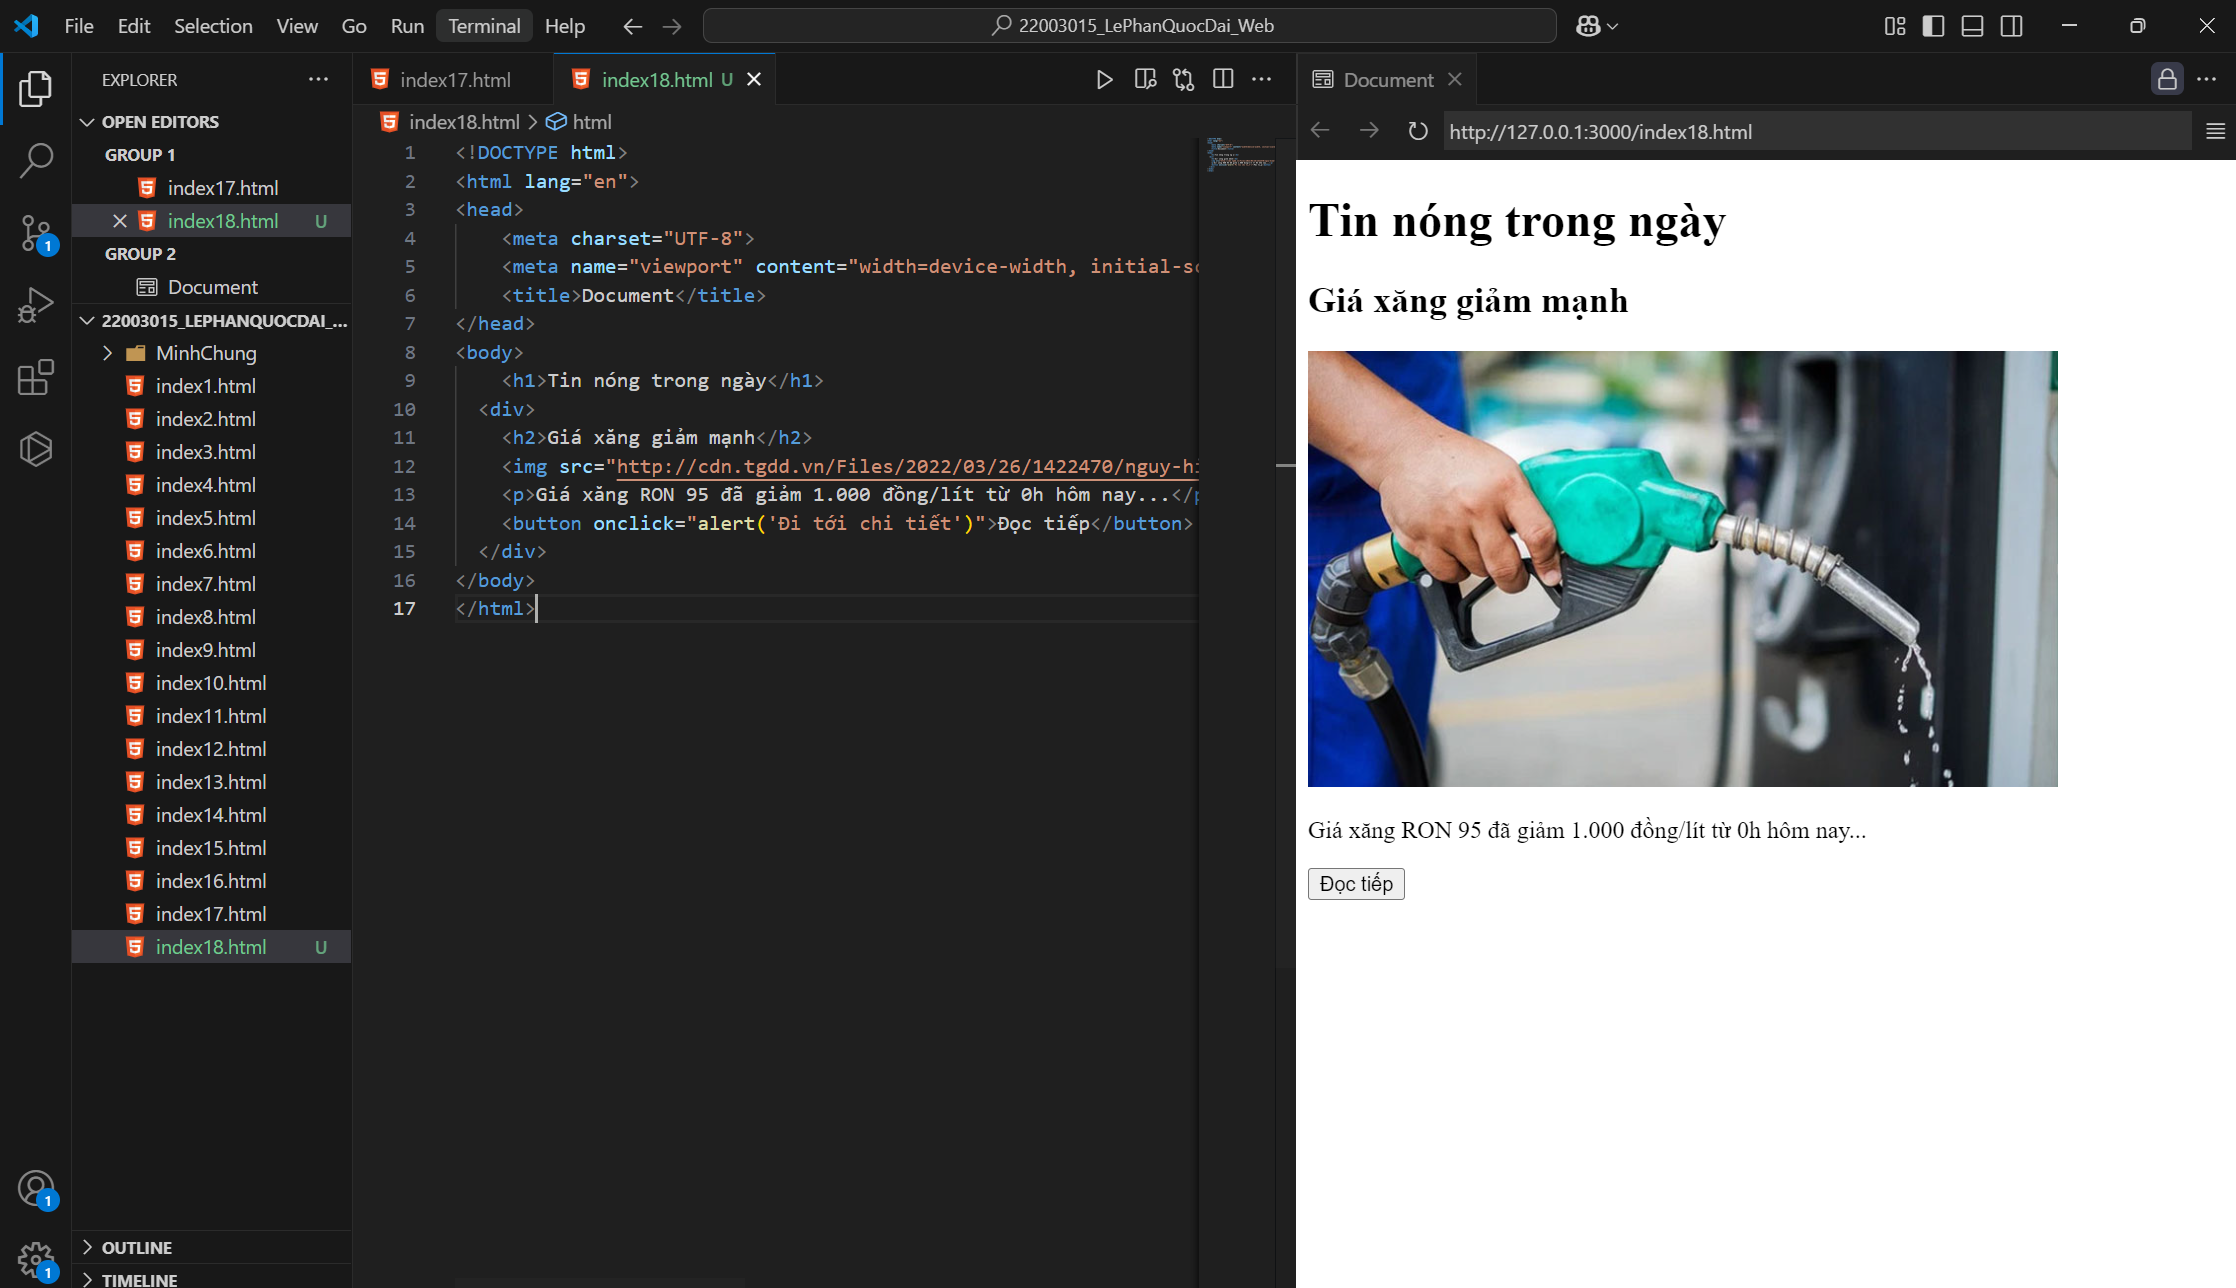 File Edit Selection View Go Run Terminal Help
22003015_LePhanQuocDai_Web
EXPLORER
OPEN EDITORS
GROUP 1
index17.html
index18.html U
GROUP 2
Document
22003015_LEPHANQUOCDAI_...
MinhChung
index1.html
index2.html
index3.html
index4.html
index5.html
index6.html
index7.html
index8.html
index9.html
index10.html
index11.html
index12.html
index13.html
index14.html
index15.html
index16.html
index17.html
index18.html U
OUTLINE
TIMELINE
1
1
1
index17.html
index18.html U
index18.html > html
1 <!DOCTYPE html>
2 <html lang="en">
3 <head>
4 <meta charset="UTF-8">
5 <meta name="viewport" content="width=device-width, initial-sc
6 <title>Document</title>
7 </head>
8 <body>
9 <h1>Tin nóng trong ngày</h1>
10 <div>
11 <h2>Giá xăng giảm mạnh</h2>
12 <img src="http://cdn.tgdd.vn/Files/2022/03/26/1422470/nguy-hi
13 <p>Giá xăng RON 95 đã giảm 1.000 đồng/lít từ 0h hôm nay...</p
14 <button onclick="alert('Đi tới chi tiết')">Đọc tiếp</button>
15 </div>
16 </body>
17 </html>
Document
http://127.0.0.1:3000/index18.html
Tin nóng trong ngày
Giá xăng giảm mạnh
Giá xăng RON 95 đã giảm 1.000 đồng/lít từ 0h hôm nay...
Đọc tiếp